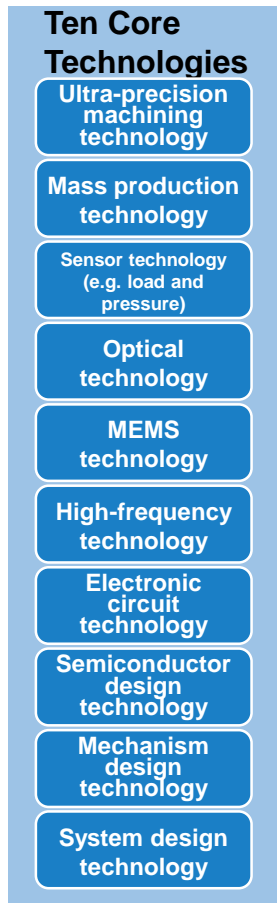 Ten Core
Technologies
Ultra-precision
machining
technology
Mass production
technology
Sensor technology
(e.g. load and
pressure)
Optical
technology
MEMS
technology
High-frequency
technology
Electronic
circuit
technology
Semiconductor
design
technology
Mechanism
design
technology
System design
technology